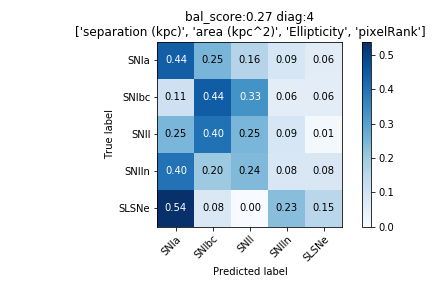 bal_score:0.27 diag:4
['separation (kpc)', 'area (kpc^2)', 'Ellipticity', 'pixelRank']
True label
SNIa 0.44 0.25 0.16 0.09 0.06
SNIbc 0.11 0.44 0.33 0.06 0.06
SNII 0.25 0.40 0.25 0.09 0.01
SNIIn 0.40 0.20 0.24 0.08 0.08
SLSNe 0.54 0.08 0.00 0.23 0.15
SNIa SNIbc SNII SNIIn SLSNe
Predicted label
0.5
0.4
0.3
0.2
0.1
0.0